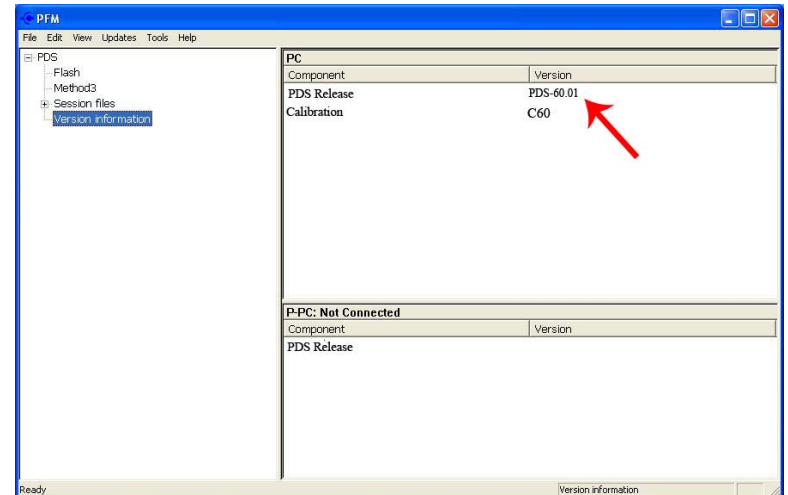 PFM
File Edit View Updates Tools Help
PDS
Flash
Method3
Session files
Version information
PC
Component Version
PDS Release PDS-60.01
Calibration C60
P-PC: Not Connected
Component Version
PDS Release
Ready Version information